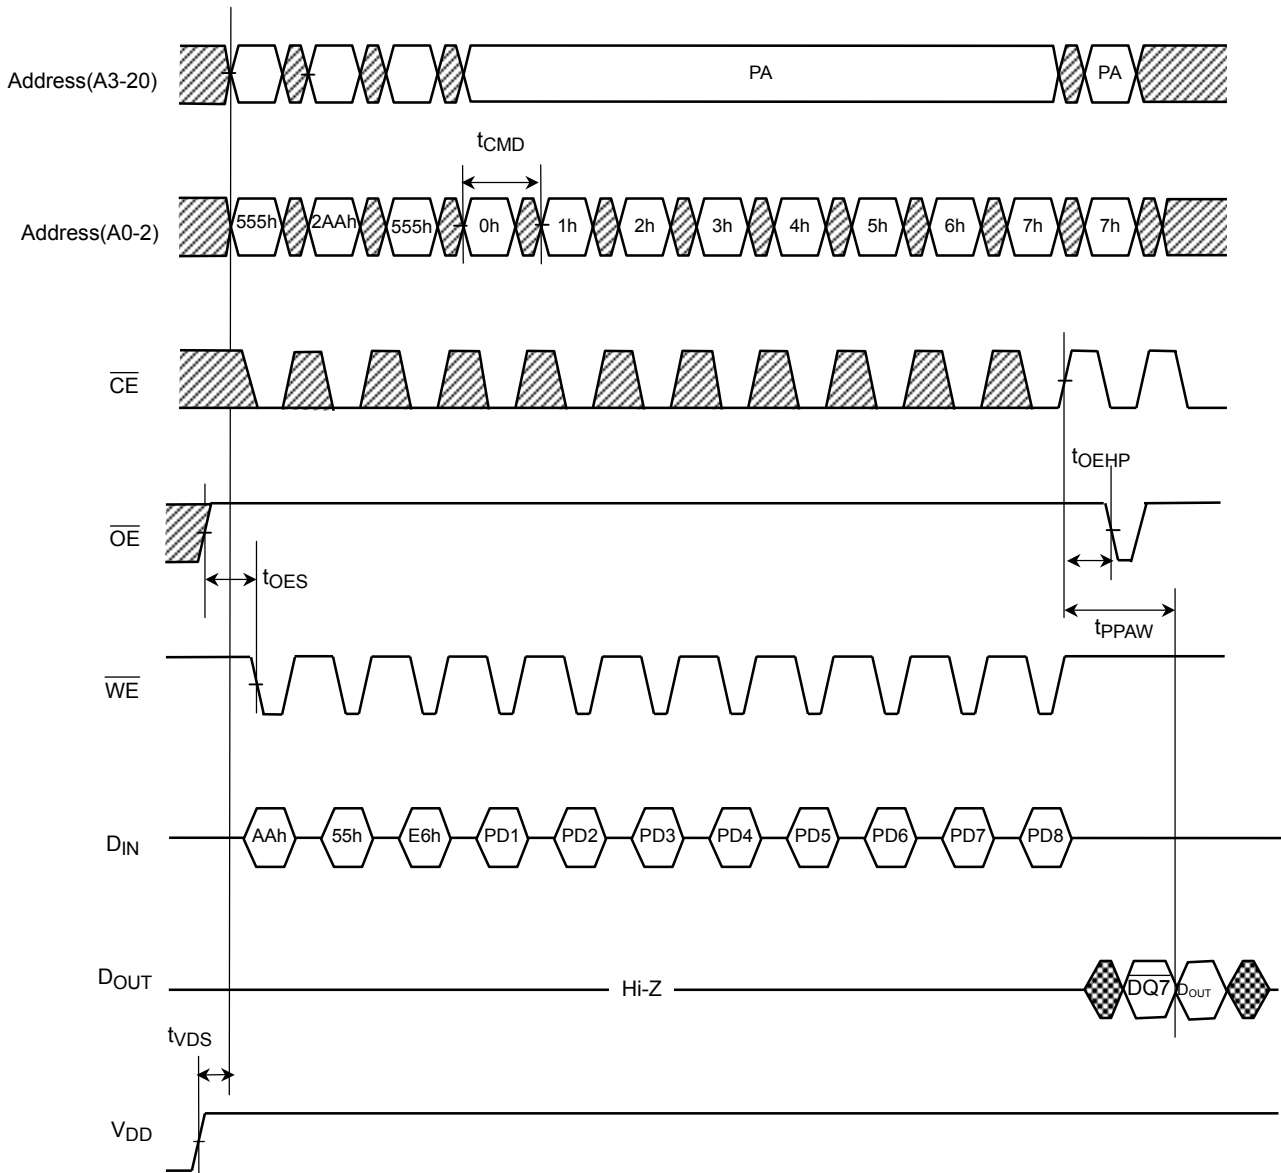 Address(A3-20) PA PA
tCMD
Address(A0-2) 555h 2AAh 555h 0h 1h 2h 3h 4h 5h 6h 7h 7h
CE
tOEHP
OE
tOES
tPPAW
WE
DIN AAh 55h E6h PD1 PD2 PD3 PD4 PD5 PD6 PD7 PD8
DOUT Hi-Z DQ7 DOUT
tVDS
VDD